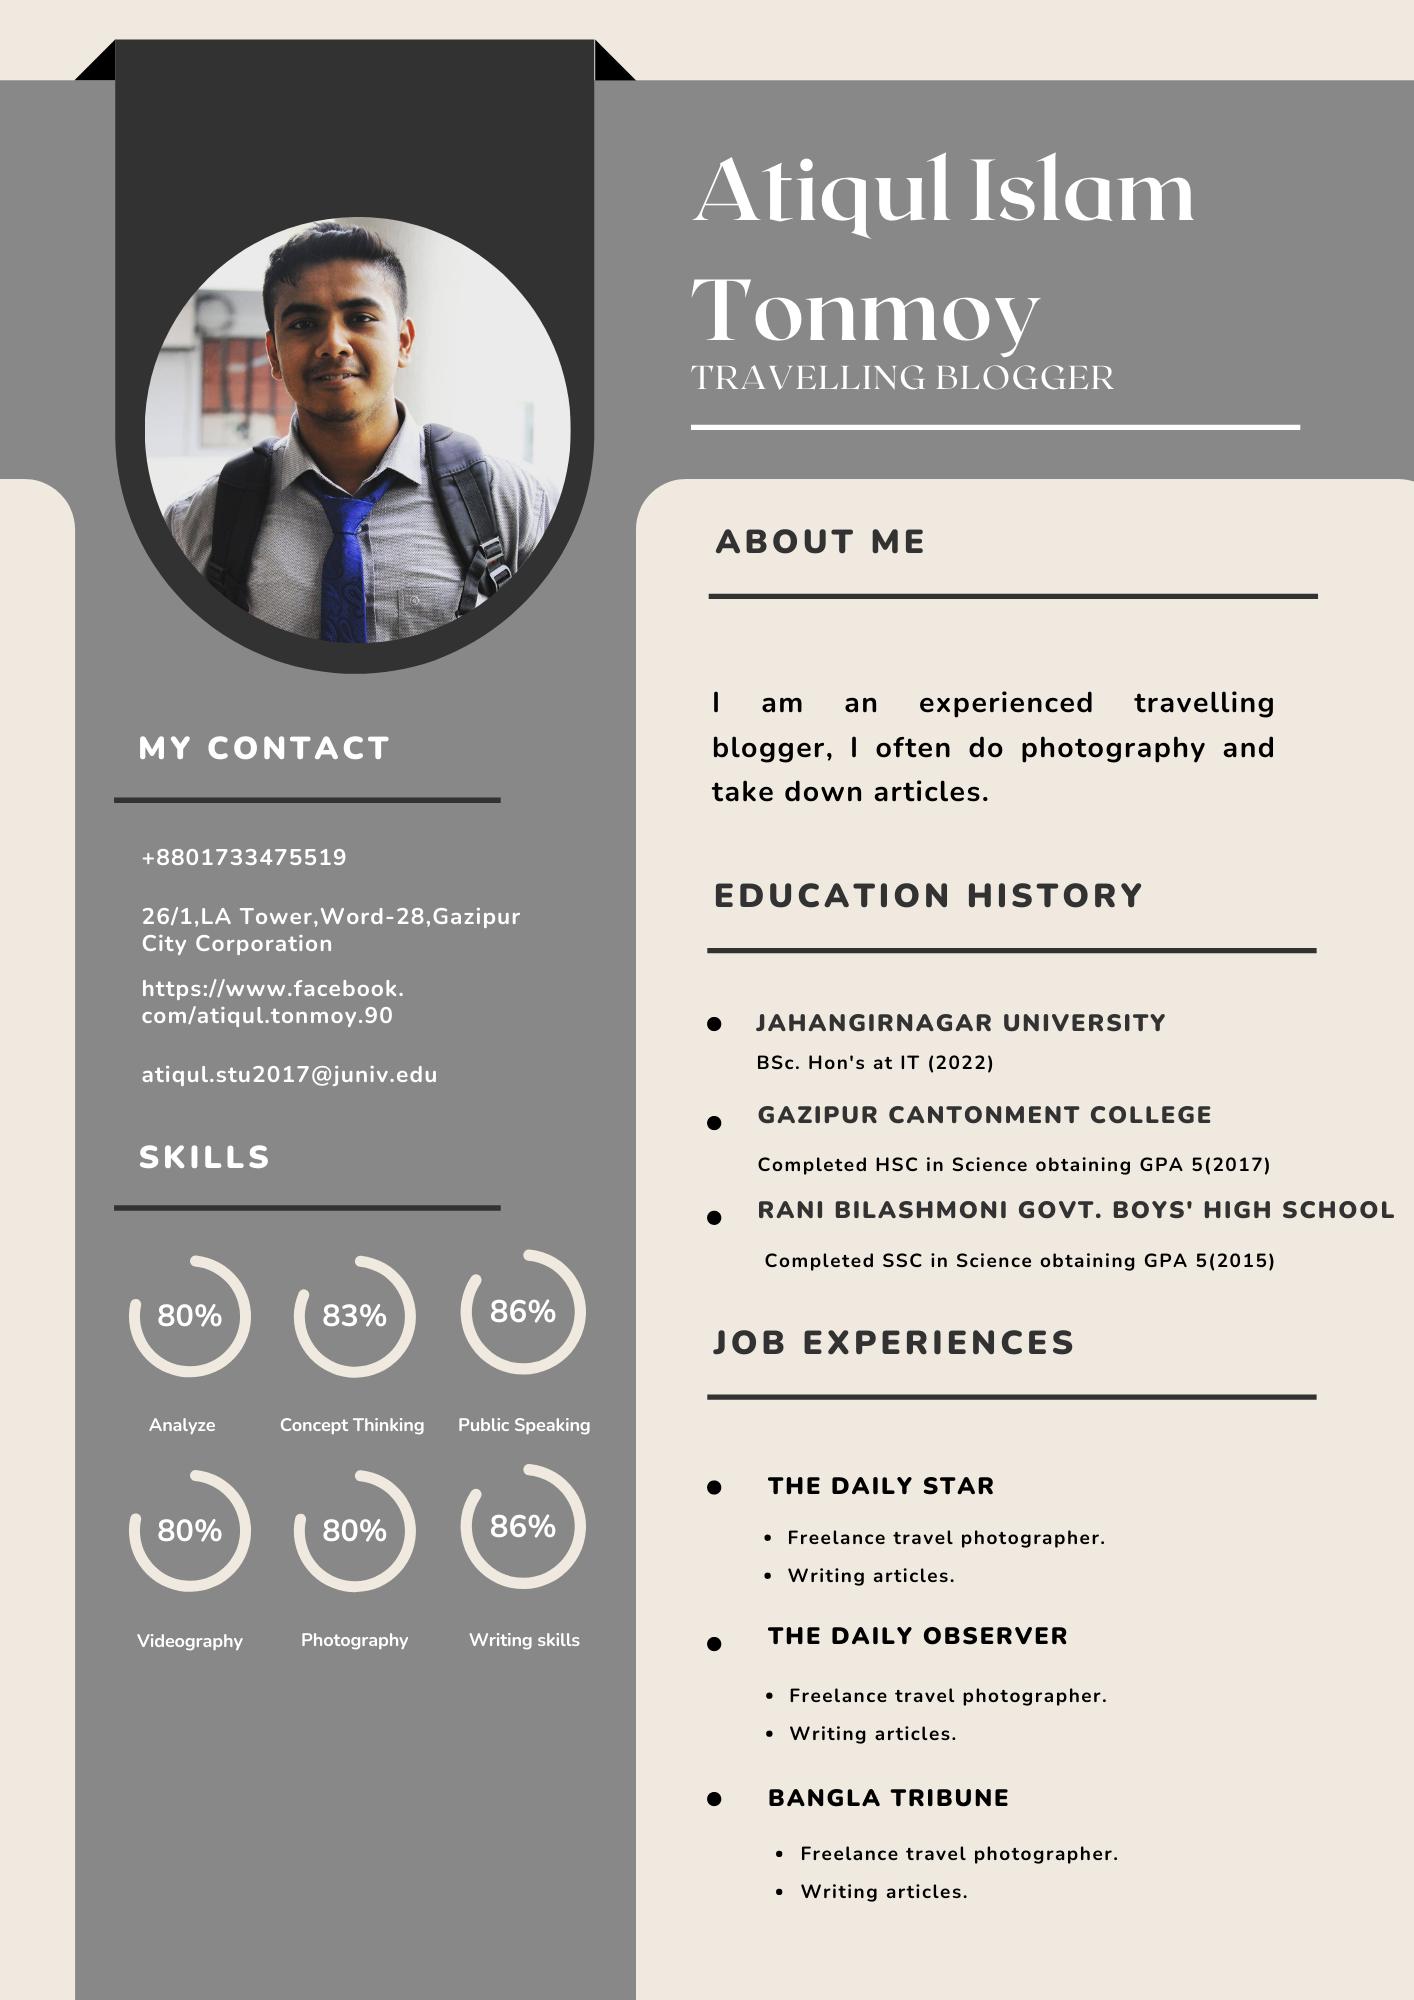 Atiqul Islam
Tonmoy
TRAVELLING BLOGGER
MY CONTACT
+8801733475519
26/1,LA Tower,Word-28,Gazipur
City Corporation
https://www.facebook.
com/atiqul.tonmoy.90
atiqul.stu2017@juniv.edu
SKILLS
80%
83%
86%
Analyze
Concept Thinking
Public Speaking
80%
80%
86%
Videography
Photography
Writing skills
ABOUT ME
I am an experienced travelling
blogger, I often do photography and
take down articles.
EDUCATION HISTORY
JAHANGIRNAGAR UNIVERSITY
BSc. Hon's at IT (2022)
GAZIPUR CANTONMENT COLLEGE
Completed HSC in Science obtaining GPA 5(2017)
RANI BILASHMONI GOVT. BOYS' HIGH SCHOOL
Completed SSC in Science obtaining GPA 5(2015)
JOB EXPERIENCES
THE DAILY STAR
Freelance travel photographer.
Writing articles.
THE DAILY OBSERVER
Freelance travel photographer.
Writing articles.
BANGLA TRIBUNE
Freelance travel photographer.
Writing articles.